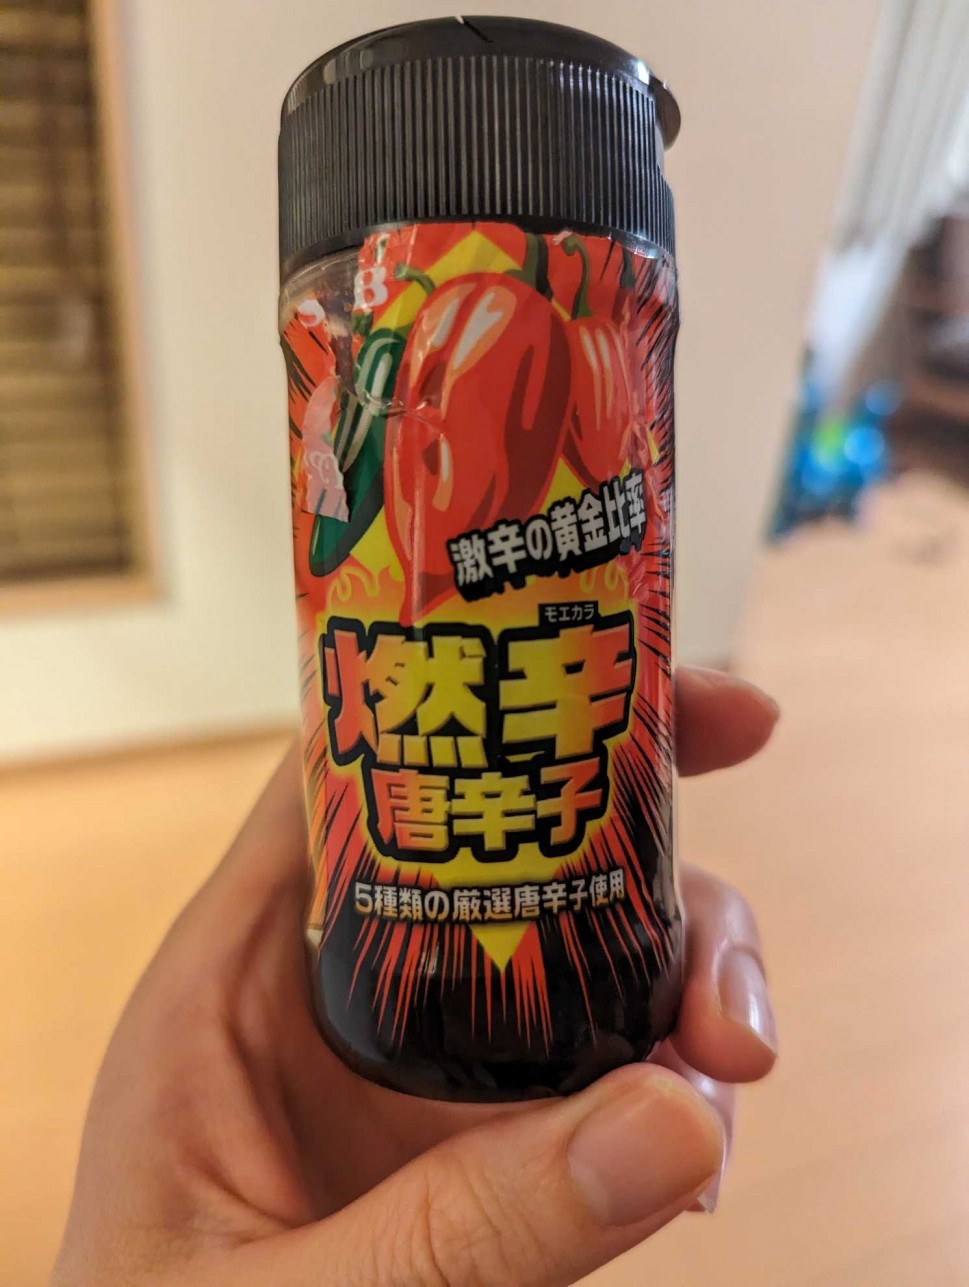 S
B
激辛の黄金比率
モエカラ
燃辛
唐辛子
5種類の厳選唐辛子使用